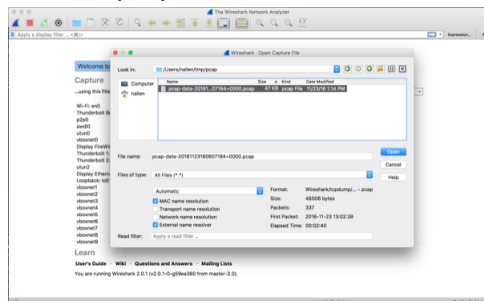 The Wireshark Network Analyzer
Apply a display filter ... <⌘/>
Expression...
Welcome to
Capture
...using this filte
Wi-Fi: en0
Thunderbolt B
p2p0
awdl0
utun0
vboxnet0
Display FireWi
Thunderbolt 1:
Thunderbolt 2:
utun1
Display Ethern
Loopback: lo0
vboxnet1
vboxnet2
vboxnet3
vboxnet4
vboxnet5
vboxnet6
vboxnet7
vboxnet8
vboxnet9
Learn
User's Guide · Wiki · Questions and Answers · Mailing Lists
You are running Wireshark 2.0.1 (v2.0.1-0-g59ea380 from master-2.0).
Wireshark · Open Capture File
Look in:
/Users/nallen/tmp/pcap
Computer
nallen
Name Size Kind Date Modified
pcap-data-20161...07184+0000.pcap 47 KB pcap File 11/23/16 1:14 PM
File name: pcap-data-20161123180607184+0000.pcap
Open
Cancel
Files of type: All Files (*.*)
Help
Automatic
MAC name resolution
Transport name resolution
Network name resolution
External name resolver
Format: Wireshark/tcpdump/... - pcap
Size: 48506 bytes
Packets: 337
First Packet: 2016-11-23 13:02:28
Elapsed Time: 00:02:40
Read filter: Apply a read filter ...